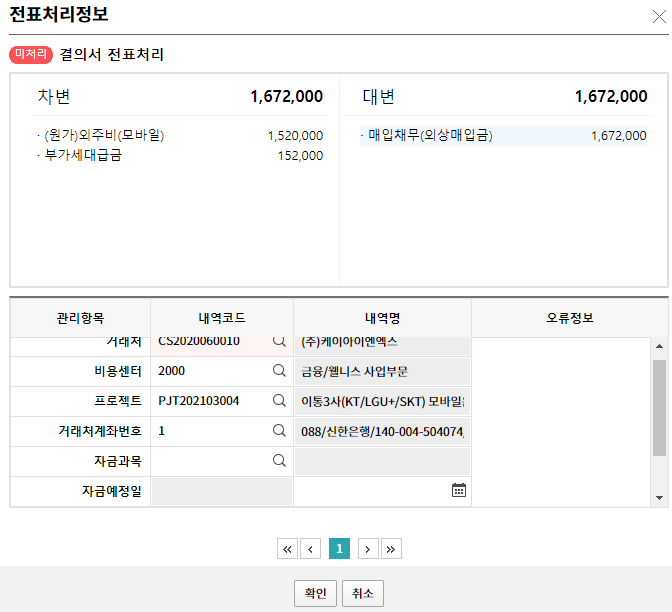 전표처리정보
미처리 결의서 전표처리
차변 1,672,000 대변 1,672,000
· (원가)외주비(모바일) 1,520,000 · 매입채무(외상매입금) 1,672,000
· 부가세대급금 152,000
관리항목 내역코드 내역명 오류정보
거래처 CS2020060010 (주)케이아이엔엑스
비용센터 2000 금융/웰니스 사업부문
프로젝트 PJT202103004 이통3사(KT/LGU+/SKT) 모바일
거래처계좌번호 1 088/신한은행/140-004-504074
자금과목
자금예정일
« ‹ 1 › »
확인 취소